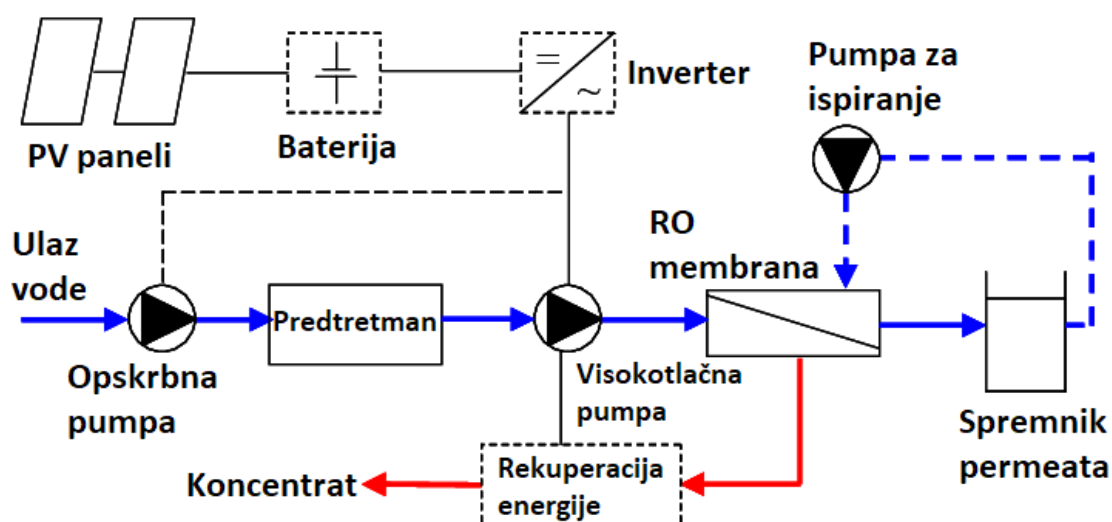 PV paneli
Baterija
=
~
Inverter
Pumpa za
ispiranje
Ulaz
vode
Opskrbna
pumpa
Predtretman
Visokotlačna
pumpa
RO
membrana
Spremnik
permeata
Koncentrat
Rekuperacija
energije